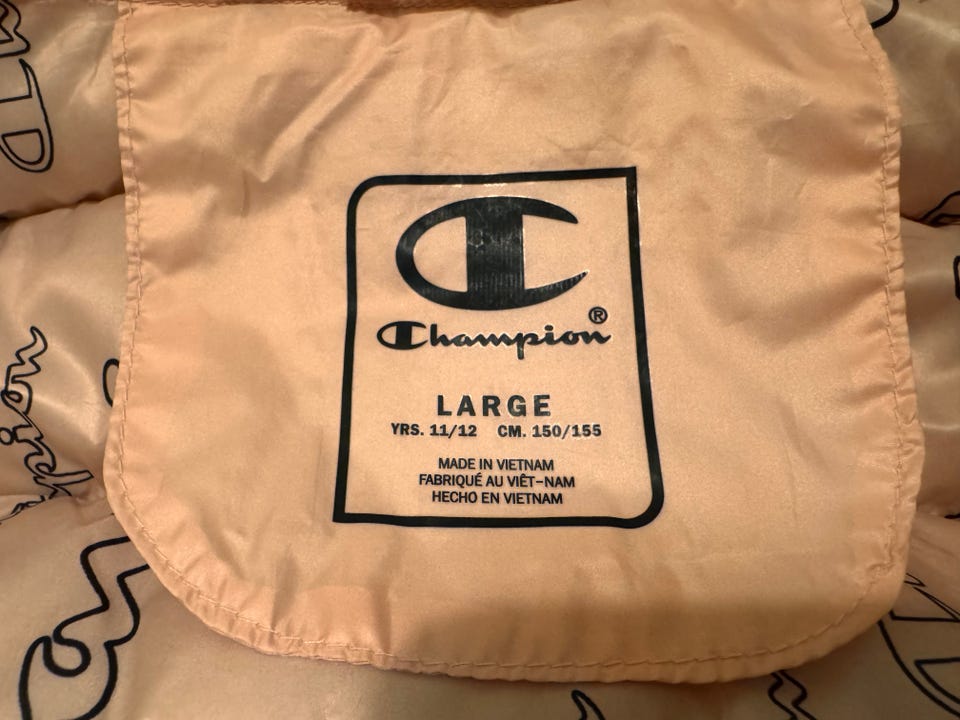 Champion®
LARGE
YRS. 11/12 CM. 150/155
MADE IN VIETNAM
FABRIQUÉ AU VIÊT-NAM
HECHO EN VIETNAM